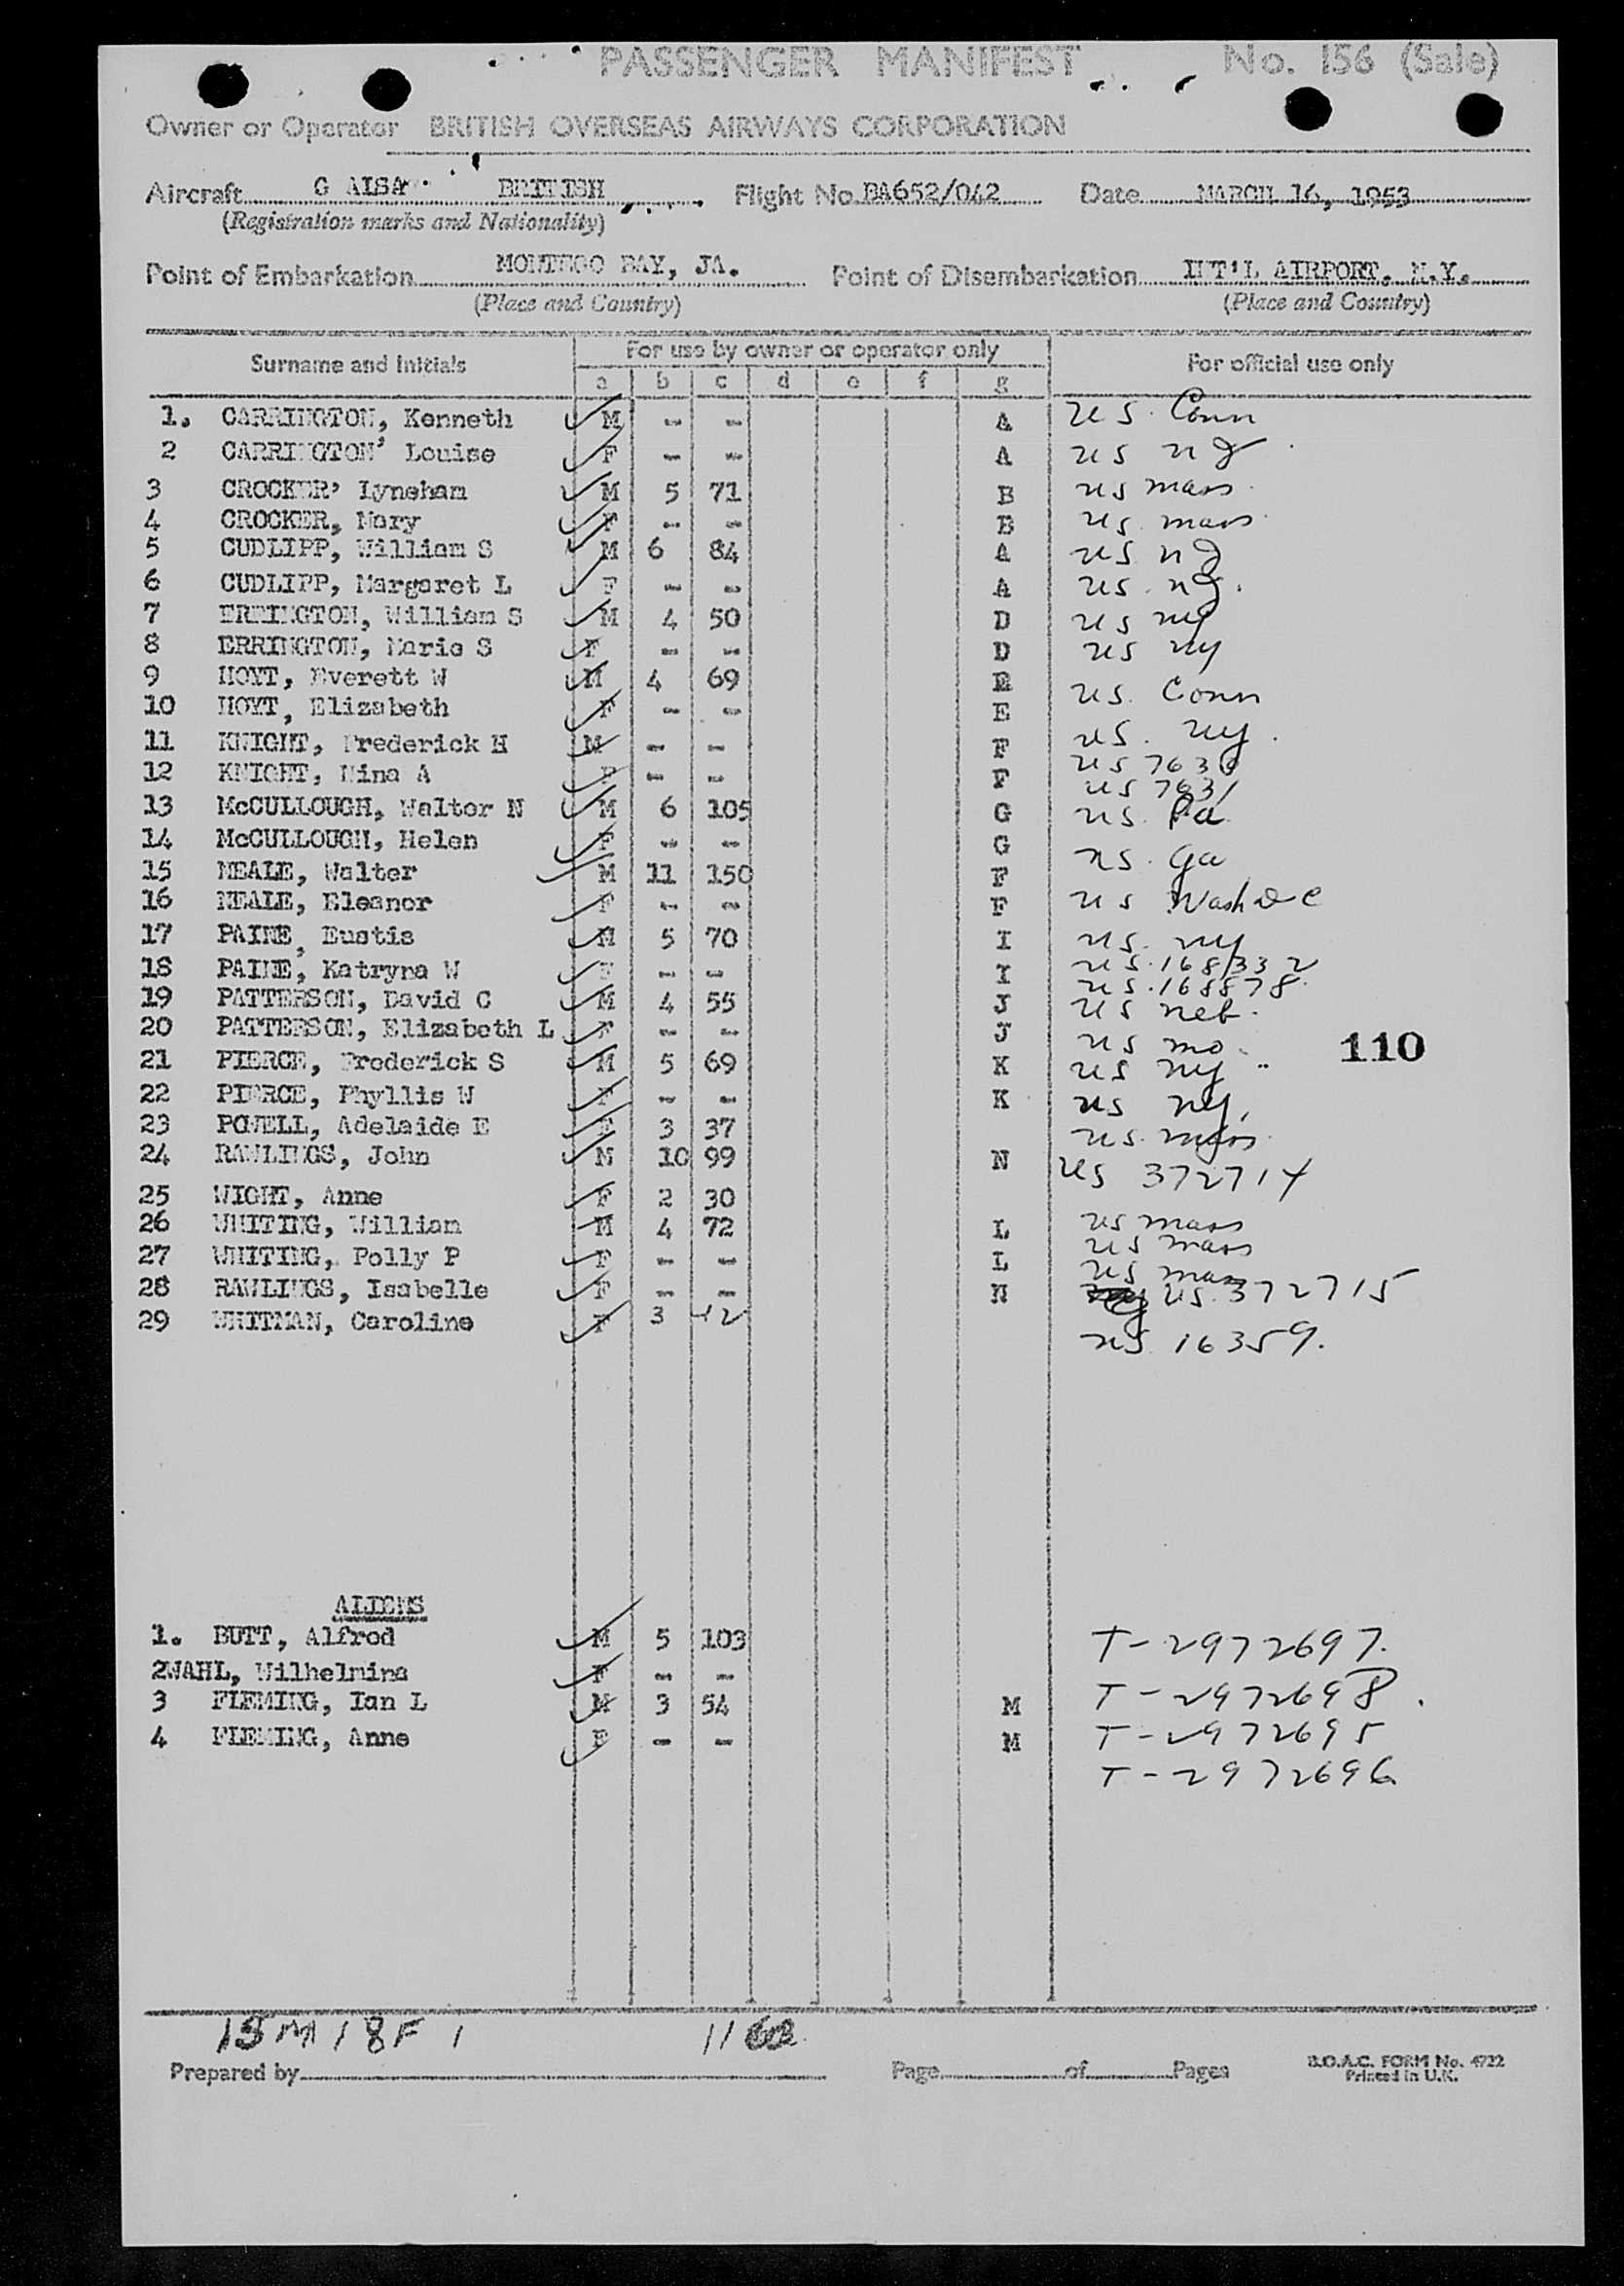 PASSENGER MANIFEST No. 156 (Sale)
Owner or Operator BRITISH OVERSEAS AIRWAYS CORPORATION
Aircraft G ALSA BRITISH Flight No. BA652/042 Date MARCH 16, 1953
(Registration marks and Nationality)
Point of Embarkation MONTEGO BAY, JA. Point of Disembarkation INT'L AIRPORT. N.Y.
(Place and Country) (Place and Country)
Surname and Initials For use by owner or operator only For official use only
a b c d e f g
1. CARRINGTON, Kenneth M - - A US. Conn
2 CARRINGTON' Louise F - - A US NJ
3 CROCKER' Lyneham M 5 71 B US mass.
4 CROCKER, Mary F - - B US. mass.
5 CUDLIPP, William S M 6 84 A US NJ
6 CUDLIPP, Margaret L F - - A US. NJ.
7 ERRINGTON, William S M 4 50 D US NY
8 ERRINGTON, Marie S F - - D US NY
9 HOYT, Everett W M 4 69 E US. Conn
10 HOYT, Elizabeth F - - E US. NY.
11 KNIGHT, Frederick H M - - F US 7630
12 KNIGHT, Nina A F - - F US 7631
13 McCULLOUGH, Walter N M 6 105 G US. Pa.
14 McCULLOUGH, Helen F - - G US. Ga
15 NEALE, Walter M 11 150 F US Wash DC
16 NEALE, Eleanor F - - F US. NY
17 PAINE, Eustis M 5 70 I US.168332
18 PAINE, Katryna W F - - I US.168878.
19 PATTERSON, David C M 4 55 J US neb.
20 PATTERSON, Elizabeth L F - - J US mo.
110
21 PIERCE, Frederick S M 5 69 K US NY
22 PIERCE, Phyllis W F - - K US NY.
23 POWELL, Adelaide E F 3 37 US. mass.
24 RAWLINGS, John M 10 99 N US 372714
25 WIGHT, Anne F 2 30 US mass
26 WHITING, William M 4 72 L US mass
27 WHITING, Polly P F - - L US mass
28 RAWLINGS, Isabelle F - - N US.372715
29 WHITMAN, Caroline F 3 42 US 16359.
ALIENS
1. BUTT, Alfred M 5 103 T-2972697.
2WAHL, Wilhelmina F - - T-2972698.
3 FLEMING, Ian L M 3 54 M T-2972695
4 FLEMING, Anne F - - M T-2972696
15M 18F 1
Prepared by Page of Pages B.O.A.C. FORM No. 4722
Printed in U.K.